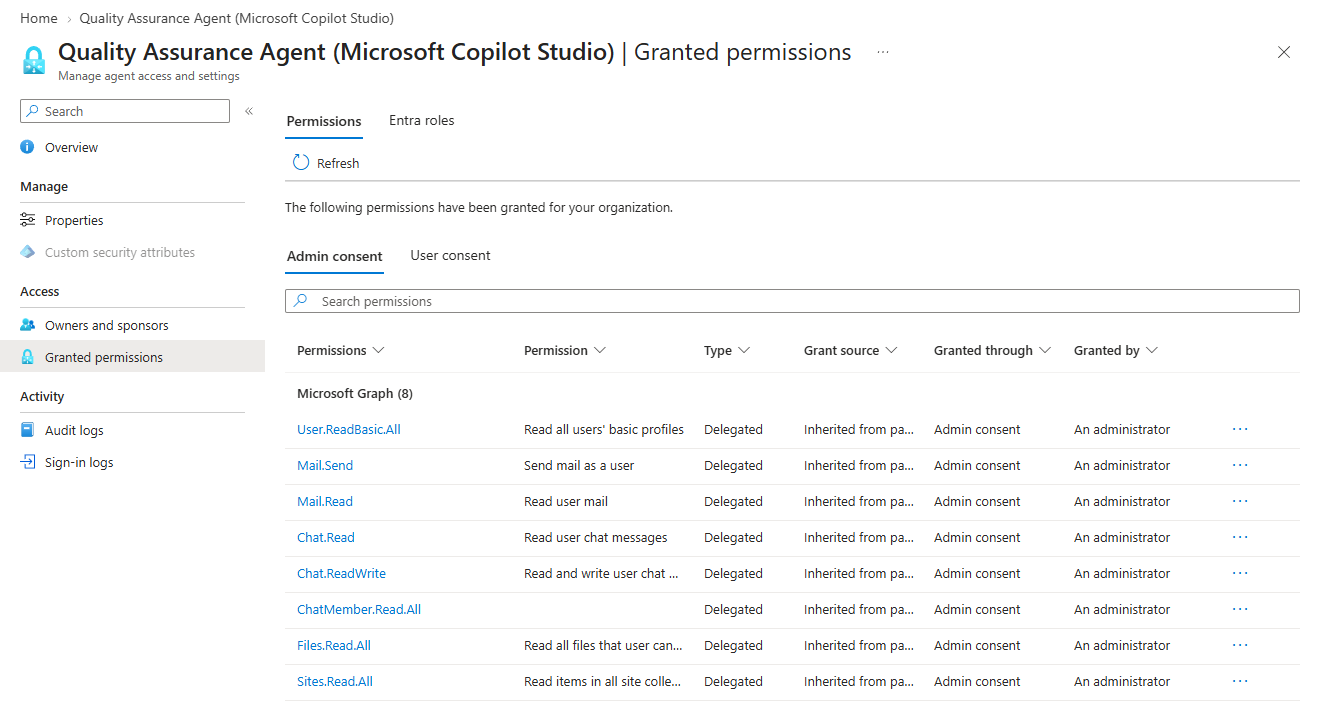 Home > Quality Assurance Agent (Microsoft Copilot Studio)
Quality Assurance Agent (Microsoft Copilot Studio) | Granted permissions ...
Manage agent access and settings
Search «
Overview
Manage
Properties
Custom security attributes
Access
Owners and sponsors
Granted permissions
Activity
Audit logs
Sign-in logs
Permissions Entra roles
Refresh
The following permissions have been granted for your organization.
Admin consent User consent
Search permissions
Permissions Permission Type Grant source Granted through Granted by
Microsoft Graph (8)
User.ReadBasic.All Read all users' basic profiles Delegated Inherited from pa... Admin consent An administrator ...
Mail.Send Send mail as a user Delegated Inherited from pa... Admin consent An administrator ...
Mail.Read Read user mail Delegated Inherited from pa... Admin consent An administrator ...
Chat.Read Read user chat messages Delegated Inherited from pa... Admin consent An administrator ...
Chat.ReadWrite Read and write user chat ... Delegated Inherited from pa... Admin consent An administrator ...
ChatMember.Read.All Delegated Inherited from pa... Admin consent An administrator ...
Files.Read.All Read all files that user can... Delegated Inherited from pa... Admin consent An administrator ...
Sites.Read.All Read items in all site colle... Delegated Inherited from pa... Admin consent An administrator ...